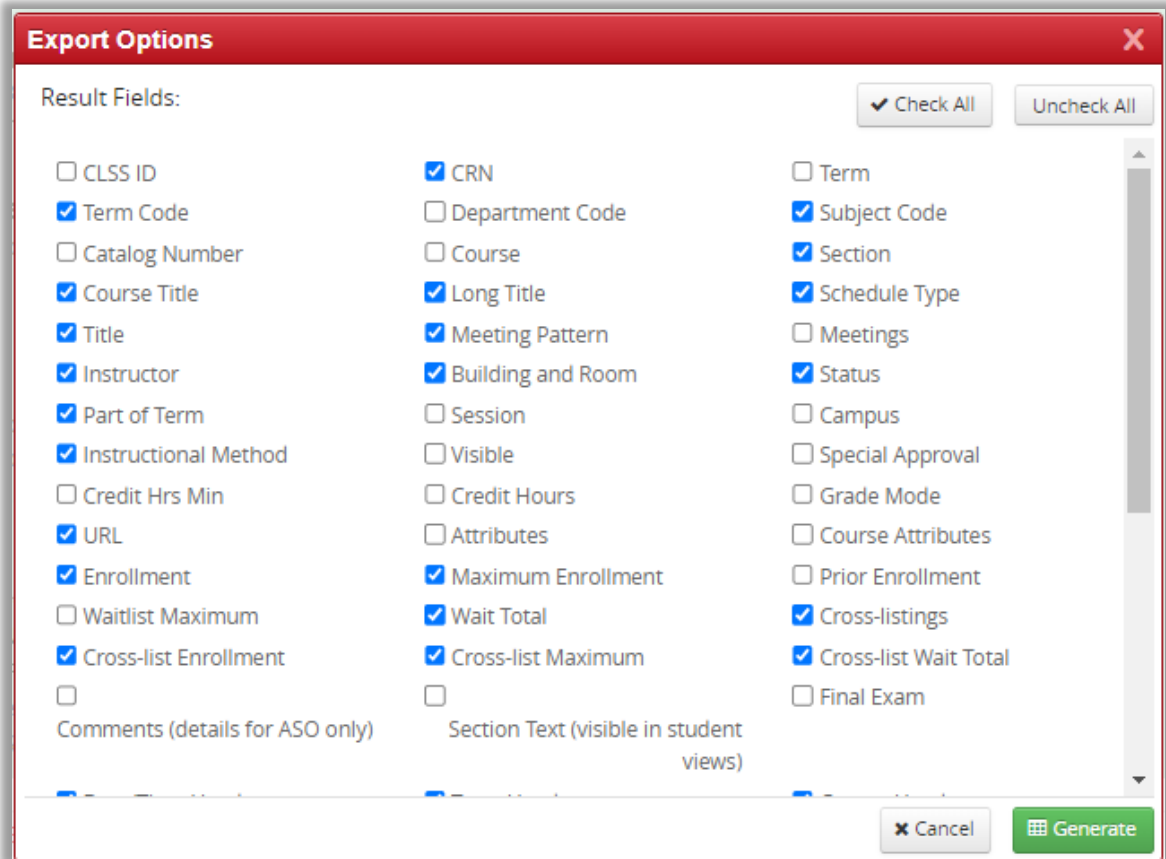 Export Options
Result Fields:
Check All
Uncheck All
CLSS ID
CRN
Term
Term Code
Department Code
Subject Code
Catalog Number
Course
Section
Course Title
Long Title
Schedule Type
Title
Meeting Pattern
Meetings
Instructor
Building and Room
Status
Part of Term
Session
Campus
Instructional Method
Visible
Special Approval
Credit Hrs Min
Credit Hours
Grade Mode
URL
Attributes
Course Attributes
Enrollment
Maximum Enrollment
Prior Enrollment
Waitlist Maximum
Wait Total
Cross-listings
Cross-list Enrollment
Cross-list Maximum
Cross-list Wait Total
Final Exam
Comments (details for ASO only)
Section Text (visible in student
views)
Cancel
Generate